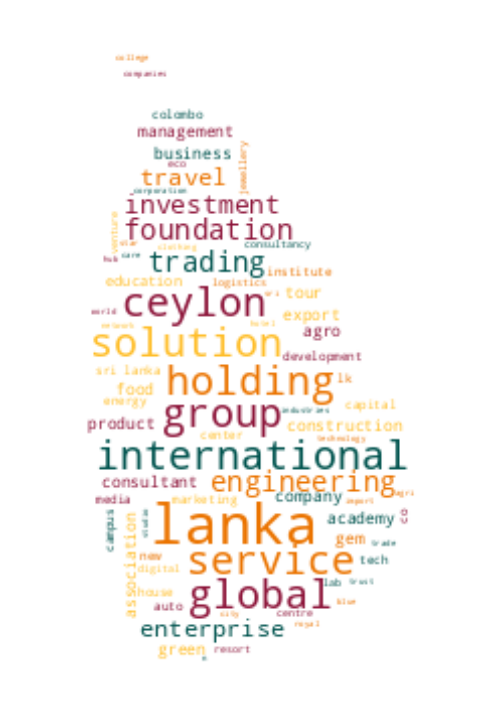 college
companies
colombo
management
business
eco
jewellery
travel
corporation
investment
venture
foundation
star
clothing
consultancy
hub
care
trading
institute
education
logistics
tour
sri
world
ceylon
export
network
hotel
agro
solution
development
sri lanka
holding
lk
food
energy
group
industries
capital
product
construction
center
technology
international
consultant
engineering
agri
media
marketing
company
import
campus
studio
lanka
academy
co
association
gem
trade
new
service
tech
digital
lab
trust
house
global
blue
auto
city
centre
enterprise
royal
green
resort